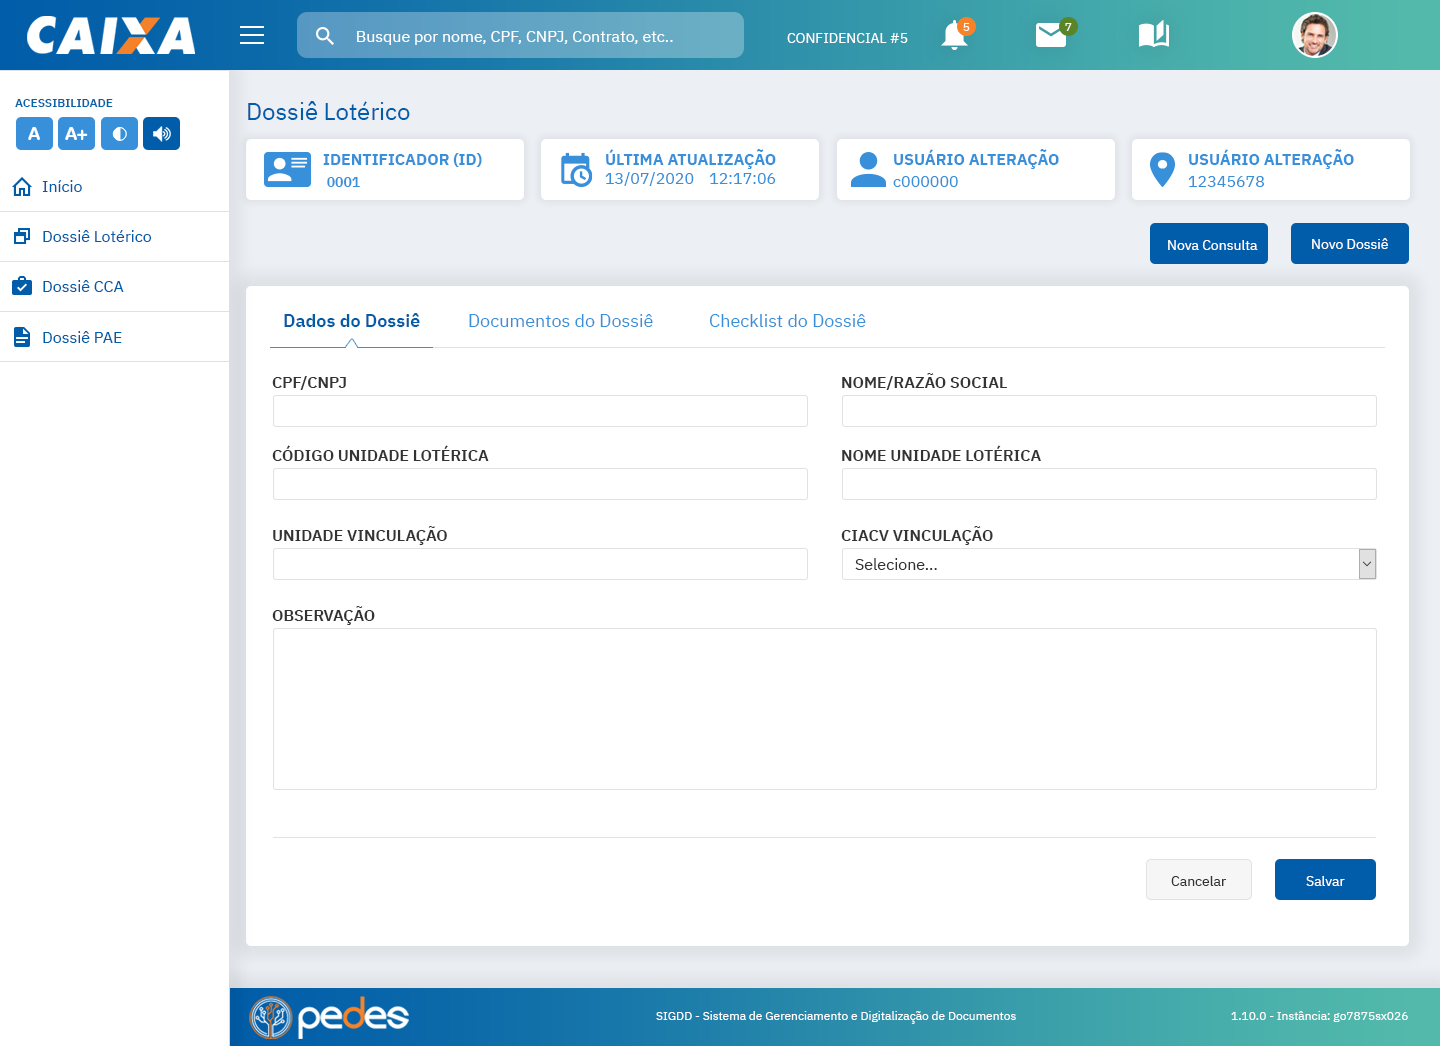 CAIXA
Busque por nome, CPF, CNPJ, Contrato, etc..
CONFIDENCIAL #5
5
7
ACESSIBILIDADE
A
A+
Início
Dossiê Lotérico
Dossiê CCA
Dossiê PAE
Dossiê Lotérico
IDENTIFICADOR (ID)
0001
ÚLTIMA ATUALIZAÇÃO
13/07/2020 12:17:06
USUÁRIO ALTERAÇÃO
c000000
USUÁRIO ALTERAÇÃO
12345678
Nova Consulta
Novo Dossiê
Dados do Dossiê
Documentos do Dossiê
Checklist do Dossiê
CPF/CNPJ
NOME/RAZÃO SOCIAL
CÓDIGO UNIDADE LOTÉRICA
NOME UNIDADE LOTÉRICA
UNIDADE VINCULAÇÃO
CIACV VINCULAÇÃO
Selecione...
OBSERVAÇÃO
Cancelar
Salvar
pedes
SIGDD - Sistema de Gerenciamento e Digitalização de Documentos
1.10.0 - Instância: go7875sx026